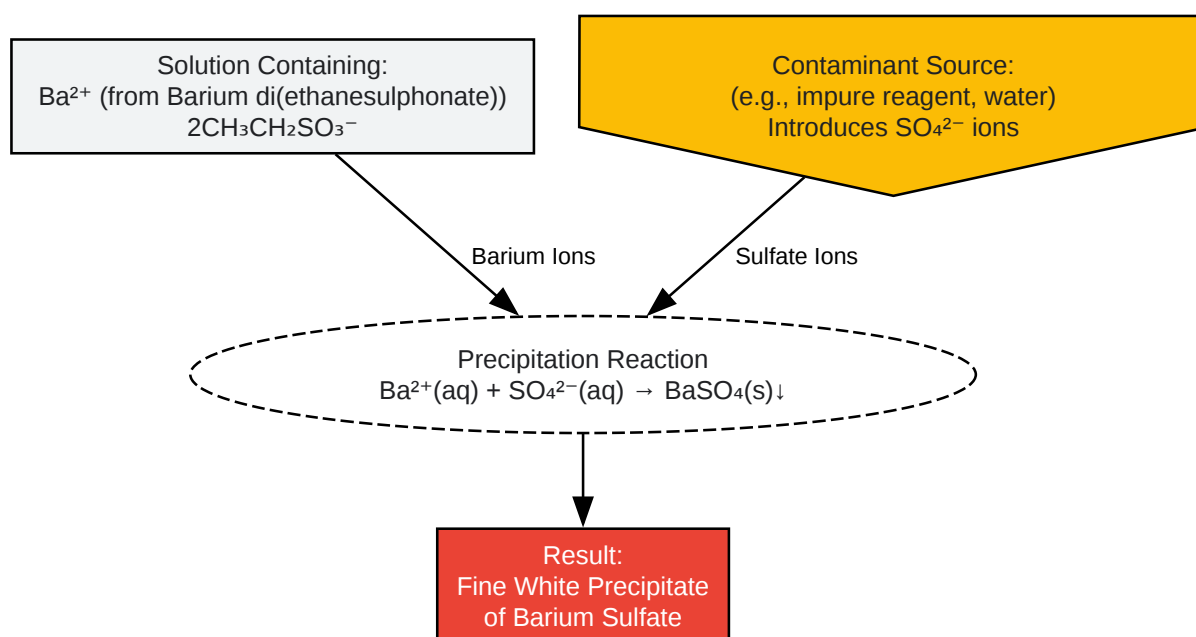 Solution Containing:
Ba²⁺ (from Barium di(ethanesulphonate))
2CH₃CH₂SO₃⁻
Contaminant Source:
(e.g., impure reagent, water)
Introduces SO₄²⁻ ions
Barium Ions
Sulfate Ions
Precipitation Reaction
Ba²⁺(aq) + SO₄²⁻(aq) → BaSO₄(s)↓
Result:
Fine White Precipitate
of Barium Sulfate